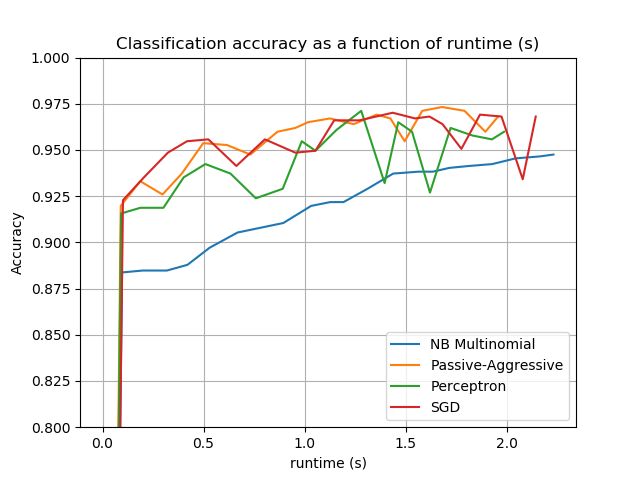 Classification accuracy as a function of runtime (s)
1.000
0.975
0.950
0.925
0.900
0.875
0.850
0.825
0.800
Accuracy
NB Multinomial
Passive-Aggressive
Perceptron
SGD
0.0
0.5
1.0
1.5
2.0
runtime (s)